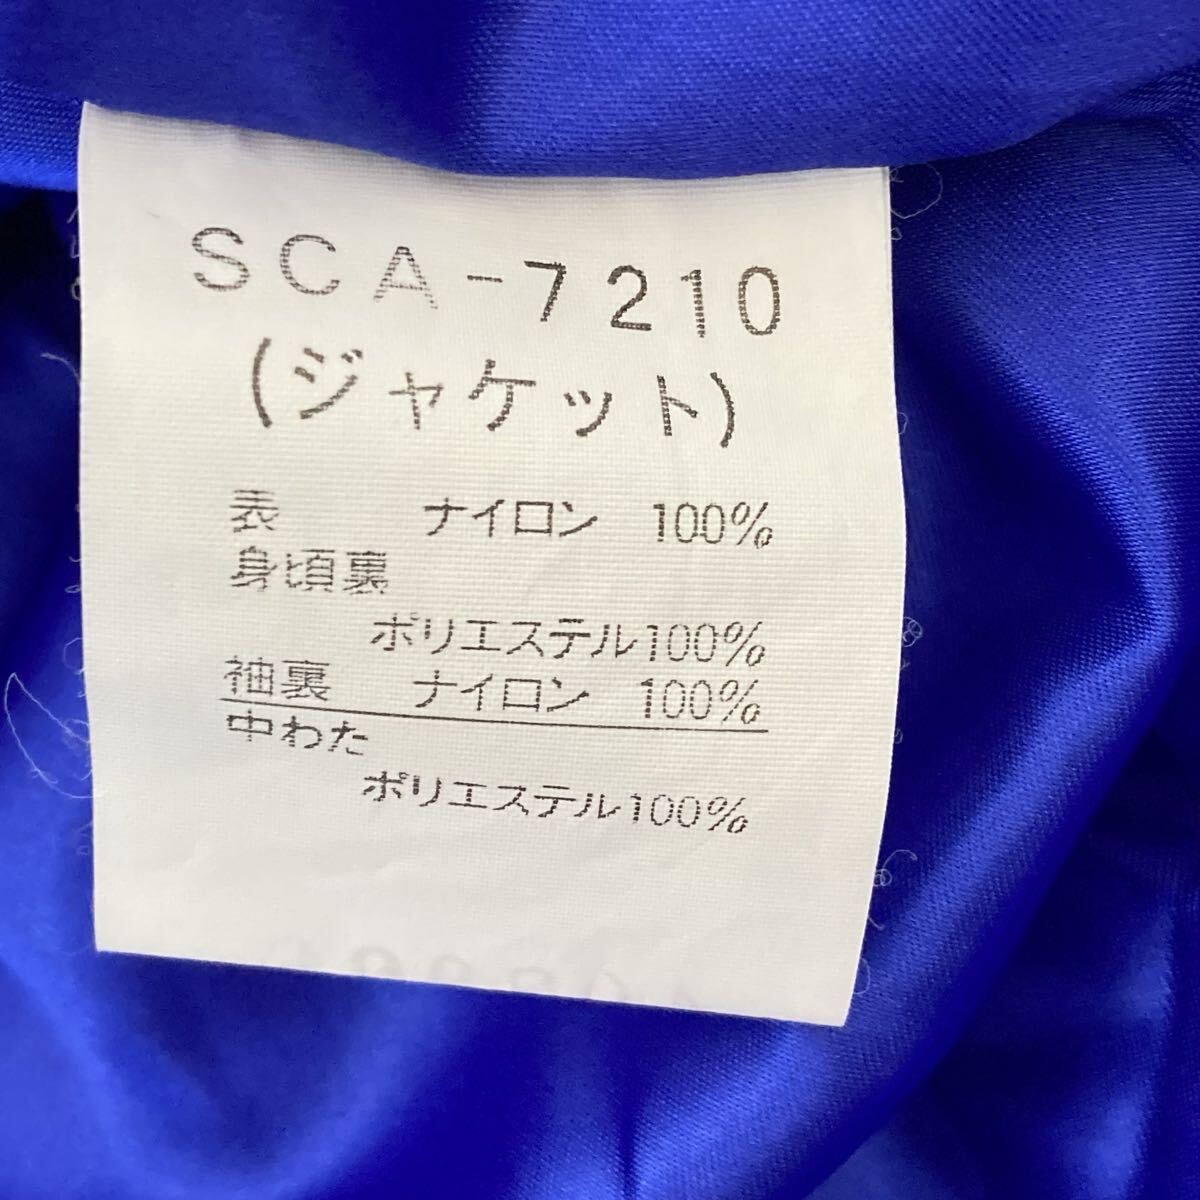 SCA-7210
(ジャケット)
表 ナイロン 100%
身頃裏
ポリエステル100%
袖裏 ナイロン 100%
中わた
ポリエステル100%